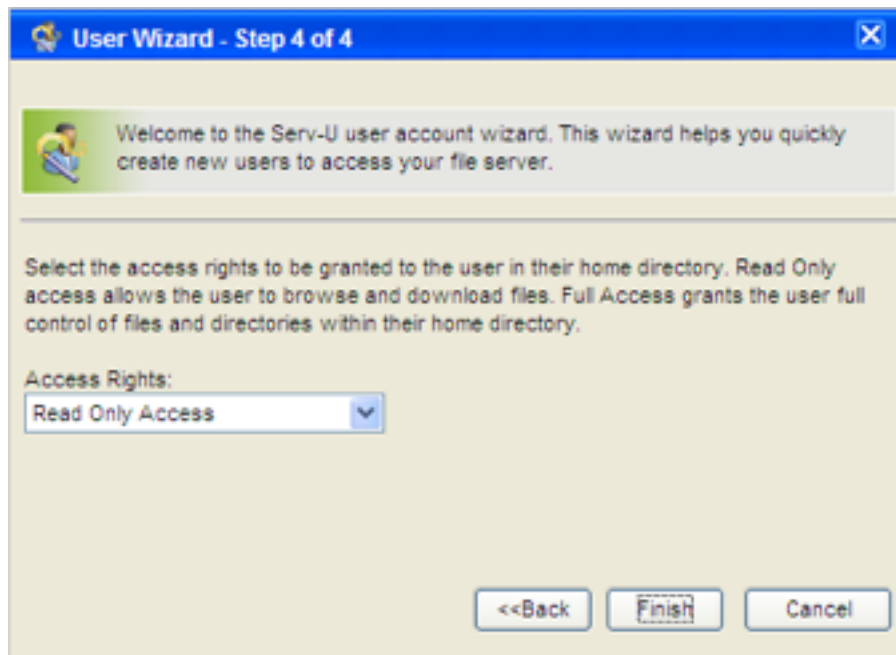 User Wizard - Step 4 of 4
Welcome to the Serv-U user account wizard. This wizard helps you quickly
create new users to access your file server.
Select the access rights to be granted to the user in their home directory. Read Only
access allows the user to browse and download files. Full Access grants the user full
control of files and directories within their home directory.
Access Rights:
Read Only Access
<<Back Finish Cancel